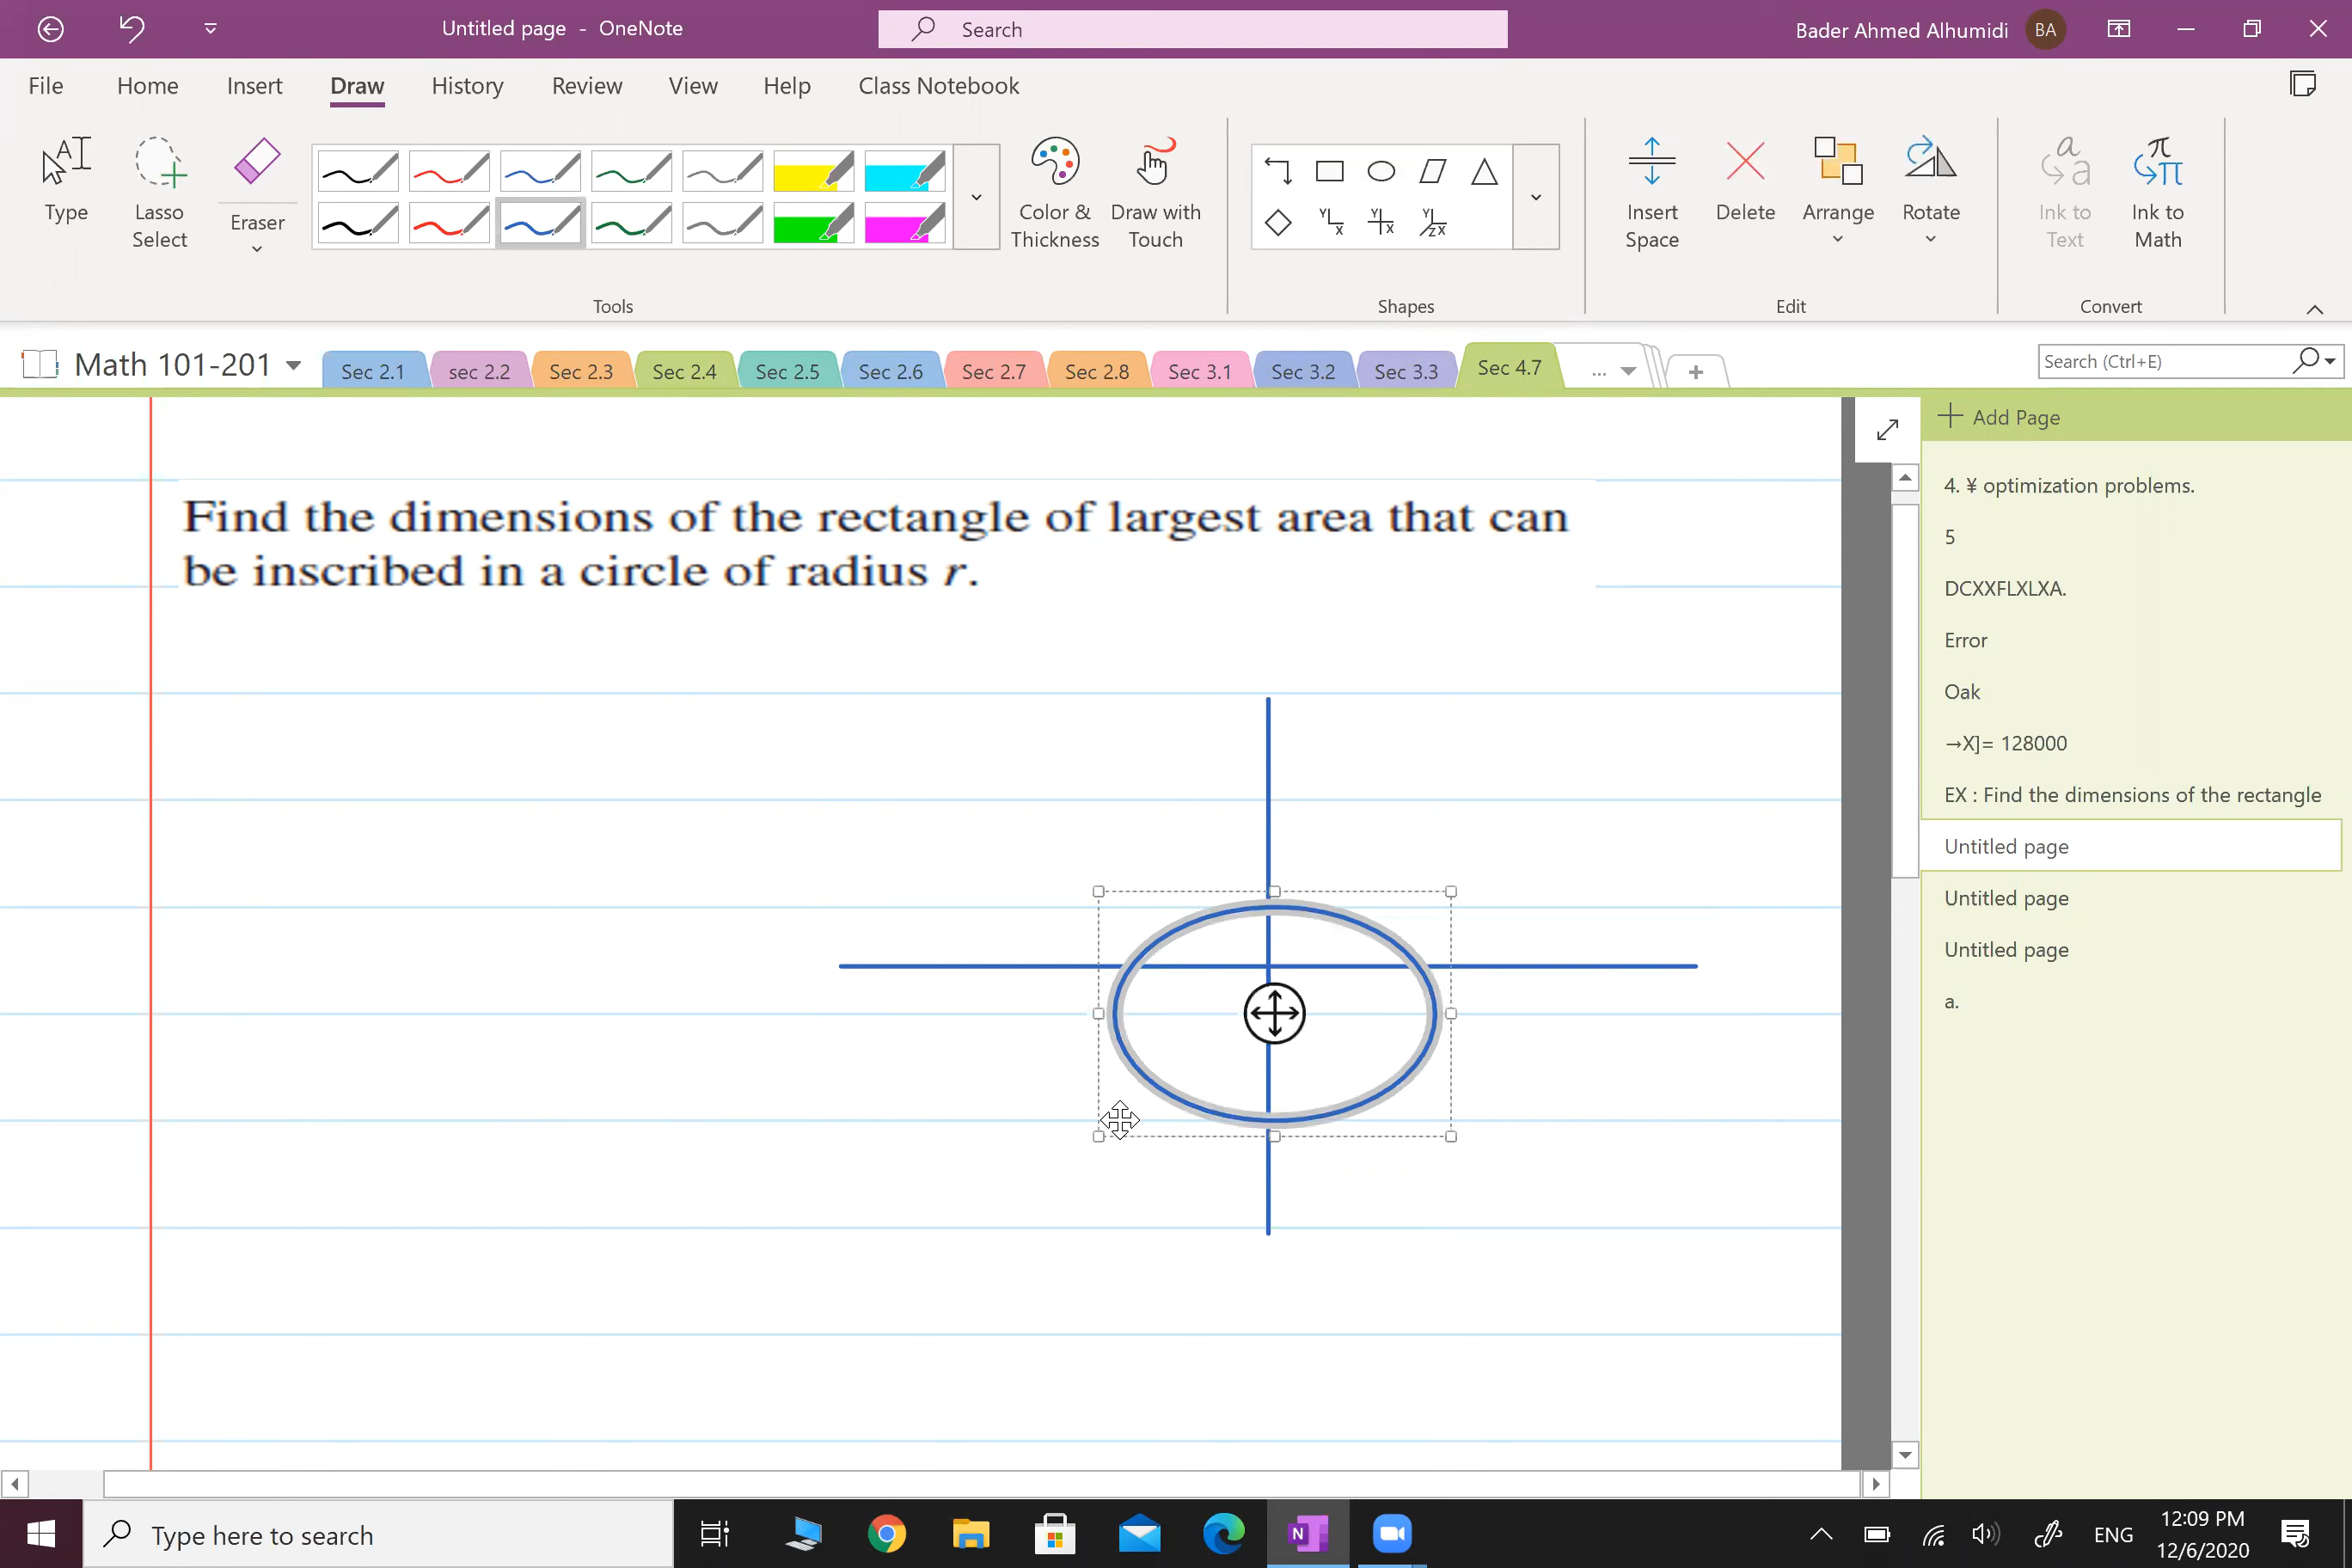 Untitled page - OneNote
Search
Bader Ahmed Alhumidi
BA
File
Home
Insert
Draw
History
Review
View
Help
Class Notebook
Type
Lasso
Select
Eraser
Color &
Thickness
Draw with
Touch
Tools
Shapes
Insert
Space
Delete
Arrange
Rotate
Edit
Ink to
Text
Ink to
Math
Convert
Math 101-201
Sec 2.1
sec 2.2
Sec 2.3
Sec 2.4
Sec 2.5
Sec 2.6
Sec 2.7
Sec 2.8
Sec 3.1
Sec 3.2
Sec 3.3
Sec 4.7
...
+
Search (Ctrl+E)
Find the dimensions of the rectangle of largest area that can
be inscribed in a circle of radius r.
Add Page
4. ¥ optimization problems.
5
DCXXFLXLXA.
Error
Oak
→X]= 128000
EX : Find the dimensions of the rectangle
Untitled page
Untitled page
Untitled page
a.
Type here to search
ENG
12:09 PM
12/6/2020